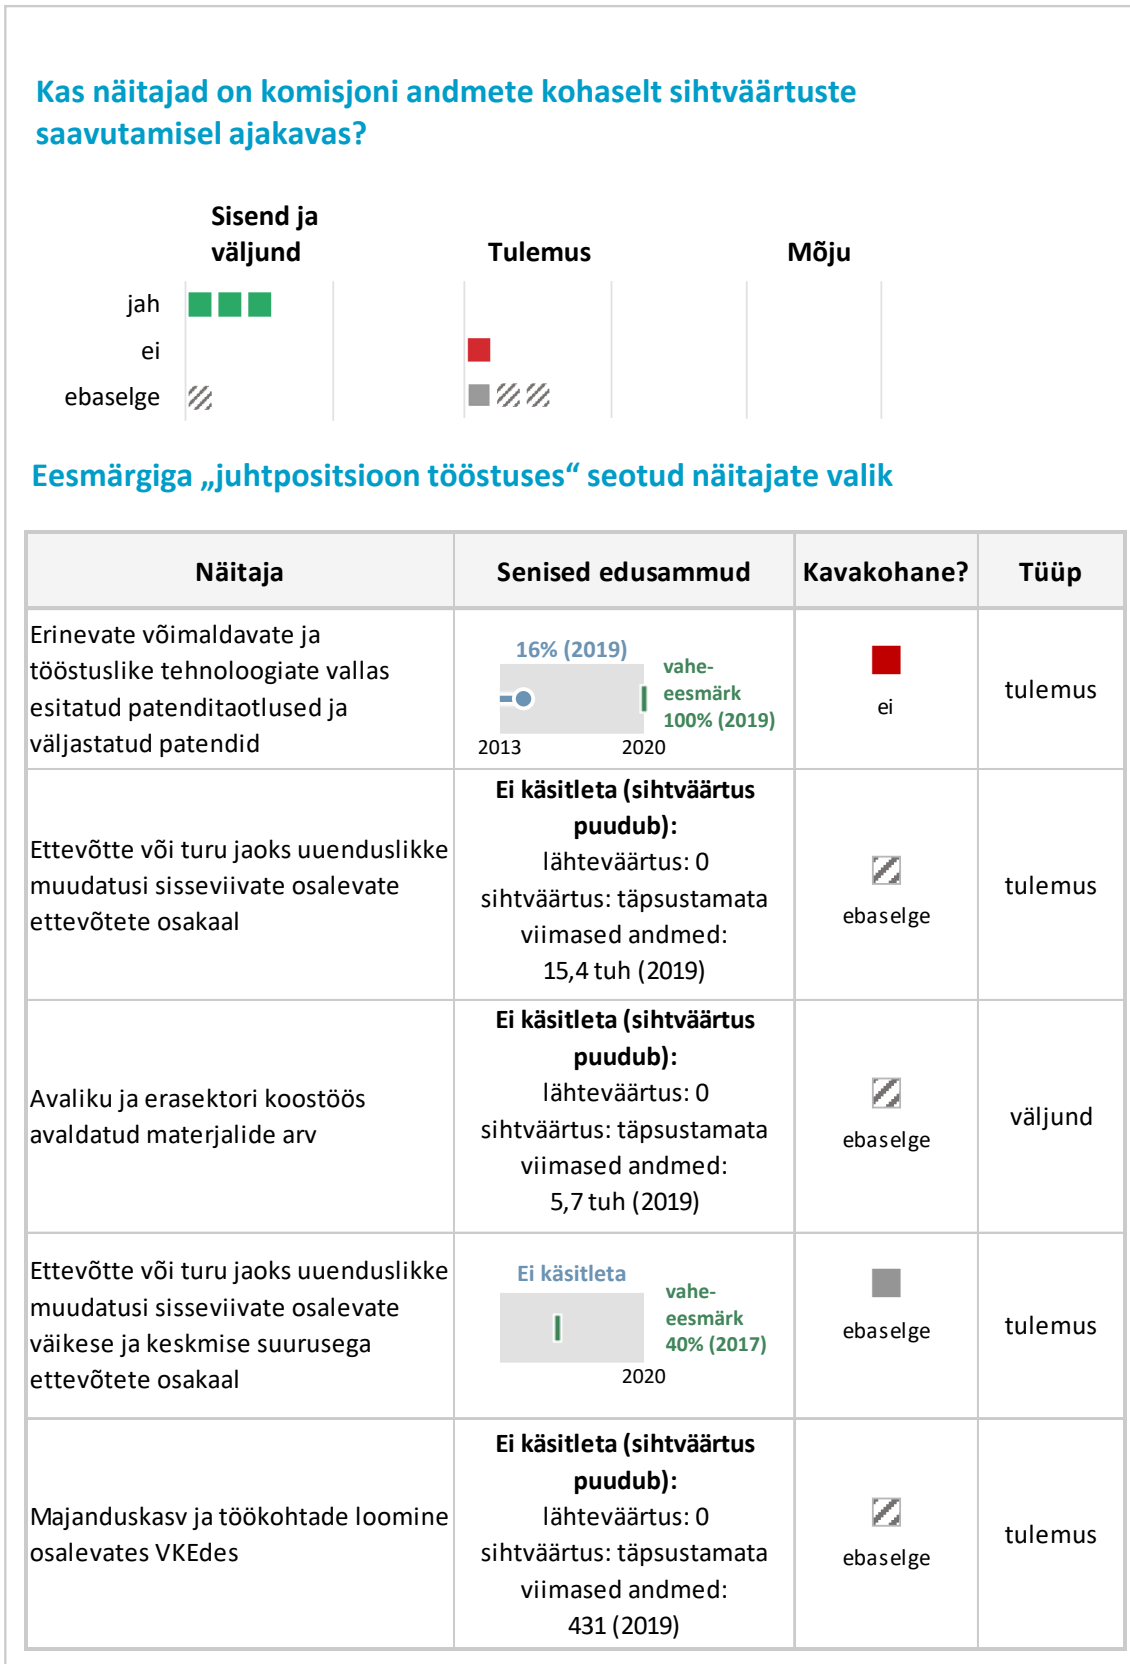 Kas näitajad on komisjoni andmete kohaselt sihtväärtuste
saavutamisel ajakavas?
Sisend ja
väljund
Tulemus
Mõju
jah
ei
ebaselge
Eesmärgiga „juhtpositsioon tööstuses“ seotud näitajate valik
Näitaja
Senised edusammud
Kavakohane?
Tüüp
Erinevate võimaldavate ja
tööstuslike tehnoloogiate vallas
esitatud patenditaotlused ja
väljastatud patendid
16% (2019)
vahe-
eesmärk
100% (2019)
2013
2020
ei
tulemus
Ettevõtte või turu jaoks uuenduslikke
muudatusi sisseviivate osalevate
ettevõtete osakaal
Ei käsitleta (sihtväärtus
puudub):
lähteväärtus: 0
sihtväärtus: täpsustamata
viimased andmed:
15,4 tuh (2019)
ebaselge
tulemus
Avaliku ja erasektori koostöös
avaldatud materjalide arv
Ei käsitleta (sihtväärtus
puudub):
lähteväärtus: 0
sihtväärtus: täpsustamata
viimased andmed:
5,7 tuh (2019)
ebaselge
väljund
Ettevõtte või turu jaoks uuenduslikke
muudatusi sisseviivate osalevate
väikese ja keskmise suurusega
ettevõtete osakaal
Ei käsitleta
vahe-
eesmärk
40% (2017)
2020
ebaselge
tulemus
Majanduskasv ja töökohtade loomine
osalevates VKEdes
Ei käsitleta (sihtväärtus
puudub):
lähteväärtus: 0
sihtväärtus: täpsustamata
viimased andmed:
431 (2019)
ebaselge
tulemus